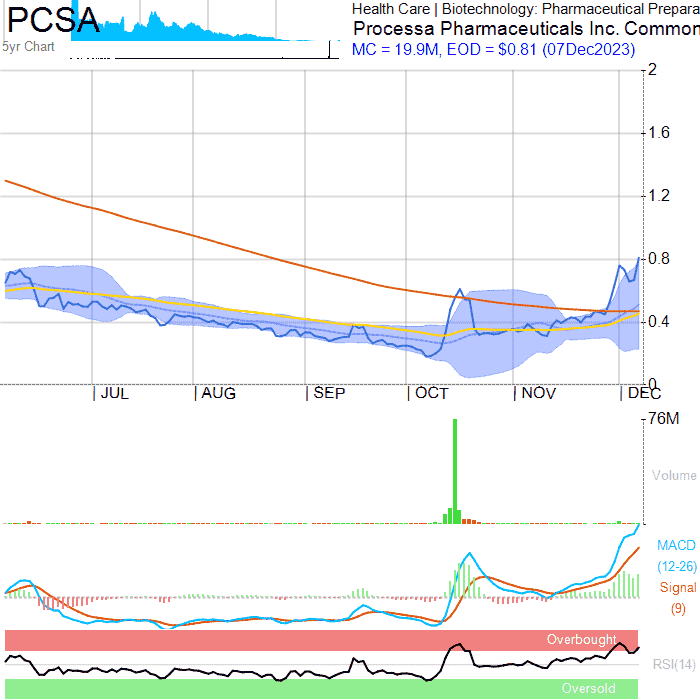 PCSA
5yr Chart
Health Care | Biotechnology: Pharmaceutical Prepara
Processa Pharmaceuticals Inc. Common
MC = 19.9M, EOD = $0.81 (07Dec2023)
2
1.6
1.2
0.8
0.4
0
JUL AUG SEP OCT NOV DEC
76M
Volume
MACD
(12-26)
Signal
(9)
Overbought
RSI(14)
Oversold